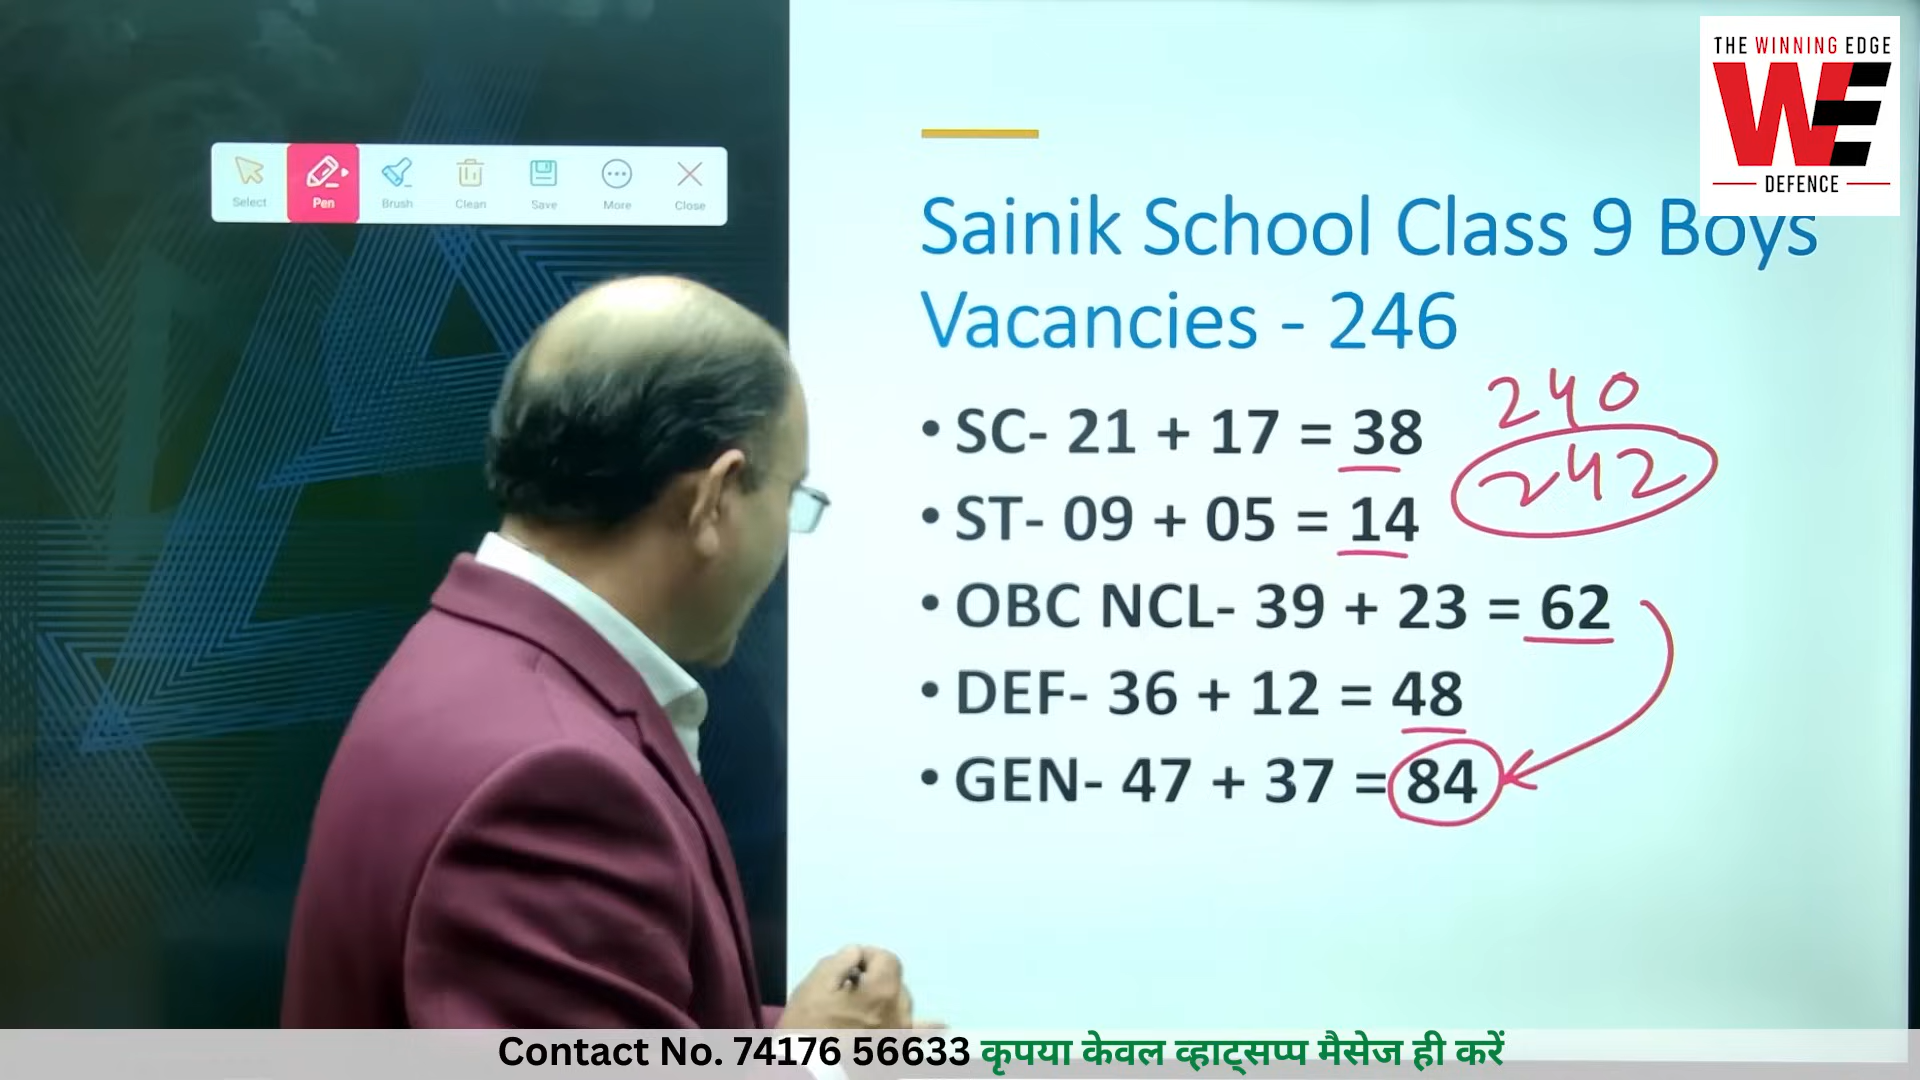 THE WINNING EDGE
WE
DEFENCE
Select Pen Brush Clean Save More Close
Sainik School Class 9 Boys
Vacancies - 246
240
• SC- 21 + 17 = 38
242
• ST- 09 + 05 = 14
• OBC NCL- 39 + 23 = 62
• DEF- 36 + 12 = 48
• GEN- 47 + 37 = 84
Contact No. 74176 56633 कृपया केवल व्हाट्सप्प मैसेज ही करें